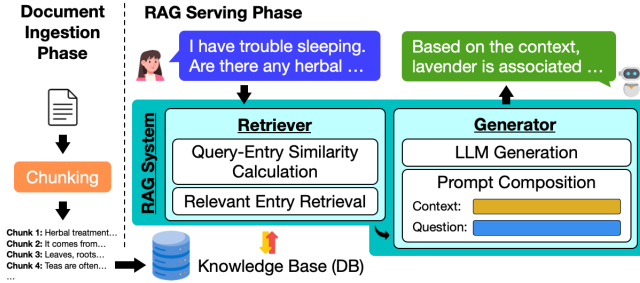 Document
Ingestion
Phase
Chunking
Chunk 1: Herbal treatment…
Chunk 2: It comes from…
Chunk 3: Leaves, roots…
Chunk 4: Teas are often…
…
RAG Serving Phase
I have trouble sleeping.
Are there any herbal …
Based on the context,
lavender is associated …
RAG System
Retriever
Query-Entry Similarity
Calculation
Relevant Entry Retrieval
Generator
LLM Generation
Prompt Composition
Context:
Question:
Knowledge Base (DB)